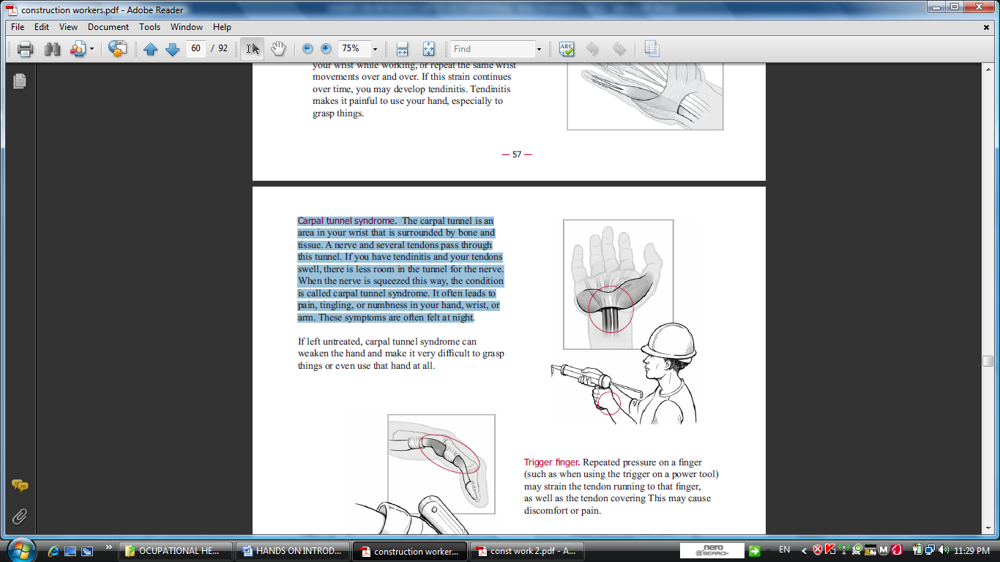 construction workers.pdf - Adobe Reader
File Edit View Document Tools Window Help
60 / 92 75% Find
your wrist while working, or repeat the same wrist
movements over and over. If this strain continues
over time, you may develop tendinitis. Tendinitis
makes it painful to use your hand, especially to
grasp things.
— 57 —
Carpal tunnel syndrome. The carpal tunnel is an
area in your wrist that is surrounded by bone and
tissue. A nerve and several tendons pass through
this tunnel. If you have tendinitis and your tendons
swell, there is less room in the tunnel for the nerve.
When the nerve is squeezed this way, the condition
is called carpal tunnel syndrome. It often leads to
pain, tingling, or numbness in your hand, wrist, or
arm. These symptoms are often felt at night.
If left untreated, carpal tunnel syndrome can
weaken the hand and make it very difficult to grasp
things or even use that hand at all.
Trigger finger. Repeated pressure on a finger
(such as when using the trigger on a power tool)
may strain the tendon running to that finger,
as well as the tendon covering This may cause
discomfort or pain.
OCUPATIONAL HE... HANDS ON INTROD... construction worker... const work 2.pdf - A... nero SEARCH EN 11:29 PM